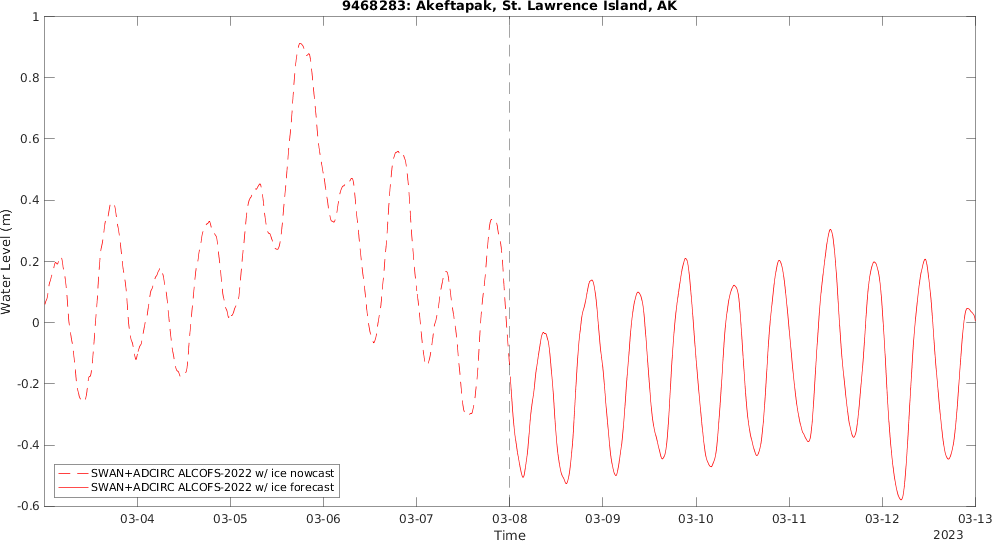 9468283: Akeftapak, St. Lawrence Island, AK
Water Level (m)
1
0.8
0.6
0.4
0.2
0
-0.2
-0.4
-0.6
SWAN+ADCIRC ALCOFS-2022 w/ ice nowcast
SWAN+ADCIRC ALCOFS-2022 w/ ice forecast
03-04 03-05 03-06 03-07 03-08 03-09 03-10 03-11 03-12 03-13
Time
2023